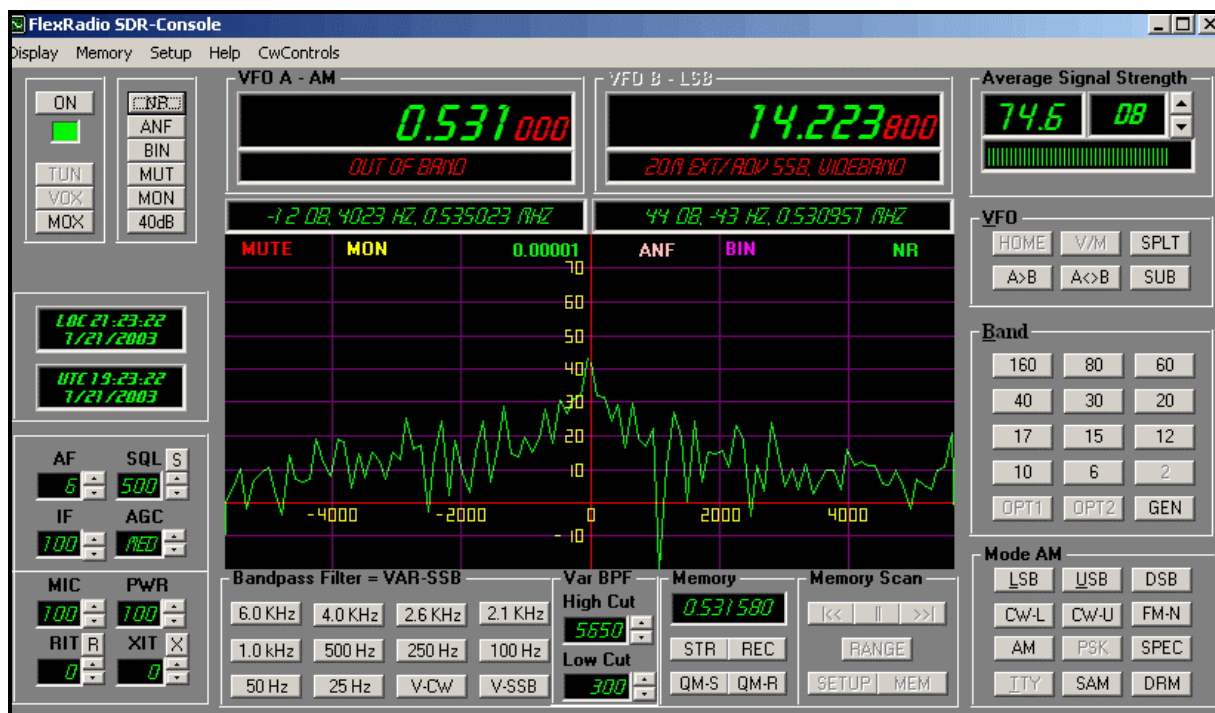 FlexRadio SDR-Console
Display Memory Setup Help CwControls
ON
TUN
VOX
MOX
NR
ANF
BIN
MUT
MON
40dB
VFO A - AM
0.531 000
OUT OF BAND
VFO B - LSB
14.223 800
20M EXT/ADV SSB, WIDEBAND
Average Signal Strength
74.6 DB
-12 DB, 4023 HZ, 0.535023 MHZ
44 DB, -43 HZ, 0.530957 MHZ
MUTE MON 0.00001 ANF BIN NR
70
60
50
40
30
20
10
-4000 -2000 0 2000 4000
-10
LOC 21:23:22
7/21/2003
UTC 19:23:22
7/21/2003
AF SQL S
6 500
IF AGC
100 MED
MIC PWR
100 100
RIT R XIT X
0 0
VFO
HOME V/M SPLT
A>B A<>B SUB
Band
160 80 60
40 30 20
17 15 12
10 6 2
OPT1 OPT2 GEN
Bandpass Filter = VAR-SSB
6.0 KHz 4.0 KHz 2.6 KHz 2.1 KHz
1.0 kHz 500 Hz 250 Hz 100 Hz
50 Hz 25 Hz V-CW V-SSB
Var BPF
High Cut
5650
Low Cut
300
Memory
0.531580
STR REC
QM-S QM-R
Memory Scan
|<< || >>|
RANGE
SETUP MEM
Mode AM
LSB USB DSB
CW-L CW-U FM-N
AM PSK SPEC
TTY SAM DRM